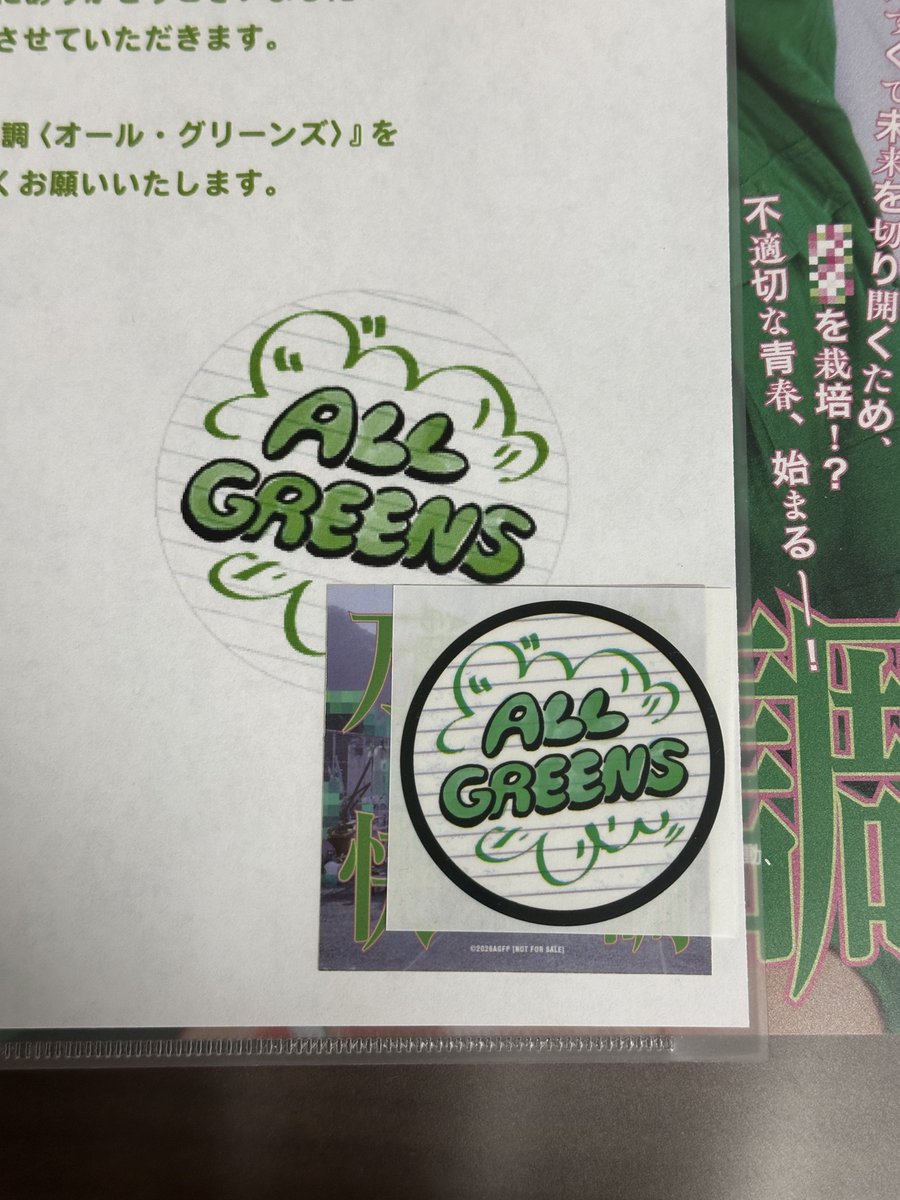 させていただきます。
調〈オール・グリーンズ〉』を
くお願いいたします。
ALL
GREENS
ALL
GREENS
©2026AGFP [NOT FOR SALE]
すぐて未来を切り開くため、
を栽培!?
不適切な青春、始まる——!